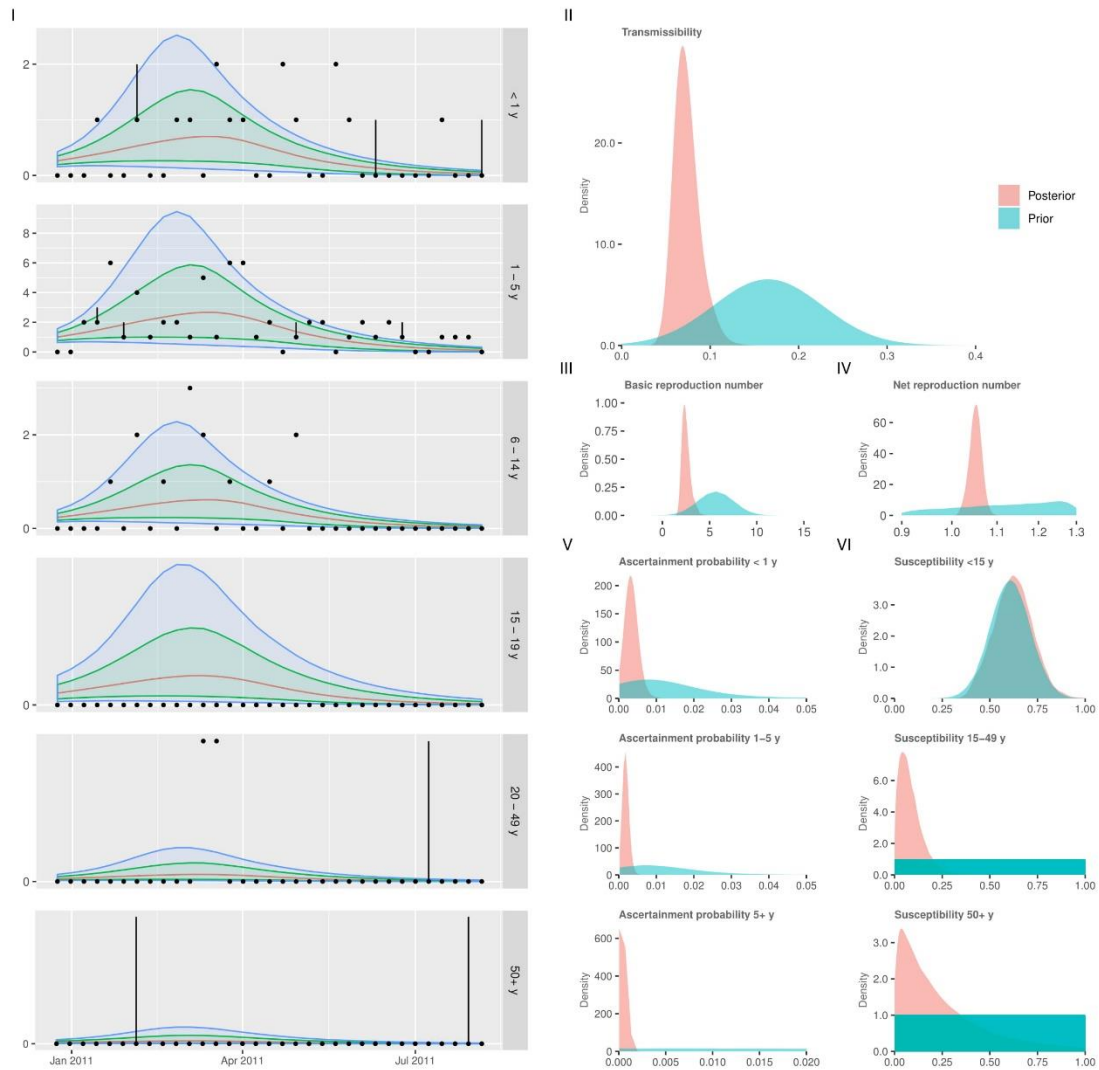 I
2
0
< 1 y
8
6
4
2
0
1 – 5 y
2
0
6 – 14 y
0
15 – 19 y
0
20 – 49 y
0
50+ y
Jan 2011 Apr 2011 Jul 2011
II
Transmissibility
Density
20.0
10.0
0.0
0.0 0.1 0.2 0.3 0.4
Posterior
Prior
III
Basic reproduction number
Density
1.00
0.75
0.50
0.25
0.00
0 5 10 15
IV
Net reproduction number
Density
60
40
20
0
0.9 1.0 1.1 1.2 1.3
V
Ascertainment probability < 1 y
Density
200
150
100
50
0
0.00 0.01 0.02 0.03 0.04 0.05
Ascertainment probability 1–5 y
Density
400
300
200
100
0
0.00 0.01 0.02 0.03 0.04 0.05
Ascertainment probability 5+ y
Density
600
400
200
0
0.000 0.005 0.010 0.015 0.020
VI
Susceptibility <15 y
Density
3.0
2.0
1.0
0.0
0.00 0.25 0.50 0.75 1.00
Susceptibility 15–49 y
Density
6.0
4.0
2.0
0.0
0.00 0.25 0.50 0.75 1.00
Susceptibility 50+ y
Density
3.0
2.0
1.0
0.0
0.00 0.25 0.50 0.75 1.00